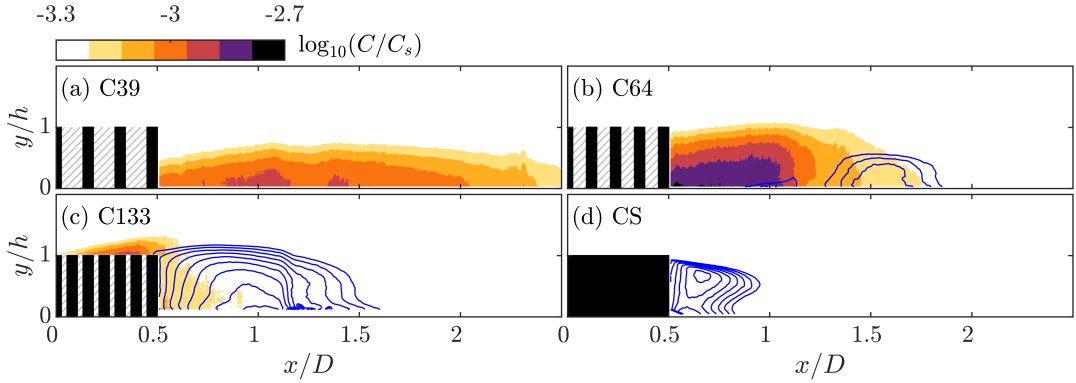 -3.3 -3 -2.7
log₁₀(C/Cₛ)
(a) C39 (b) C64
y/h 1 0
(c) C133 (d) CS
y/h 1 0
0 0.5 1 1.5 2 0 0.5 1 1.5 2
x/D x/D